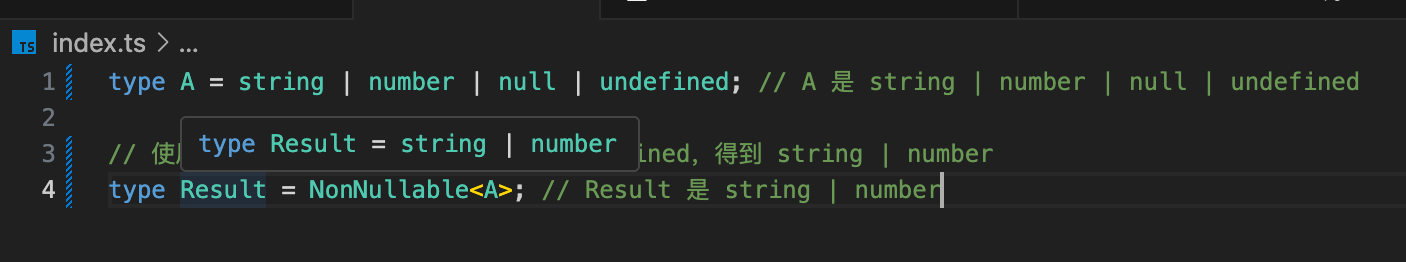 TS index.ts > ...
1 type A = string | number | null | undefined; // A 是 string | number | null | undefined
2
type Result = string | number
3 // 使 ined，得到 string | number
4 type Result = NonNullable<A>; // Result 是 string | number